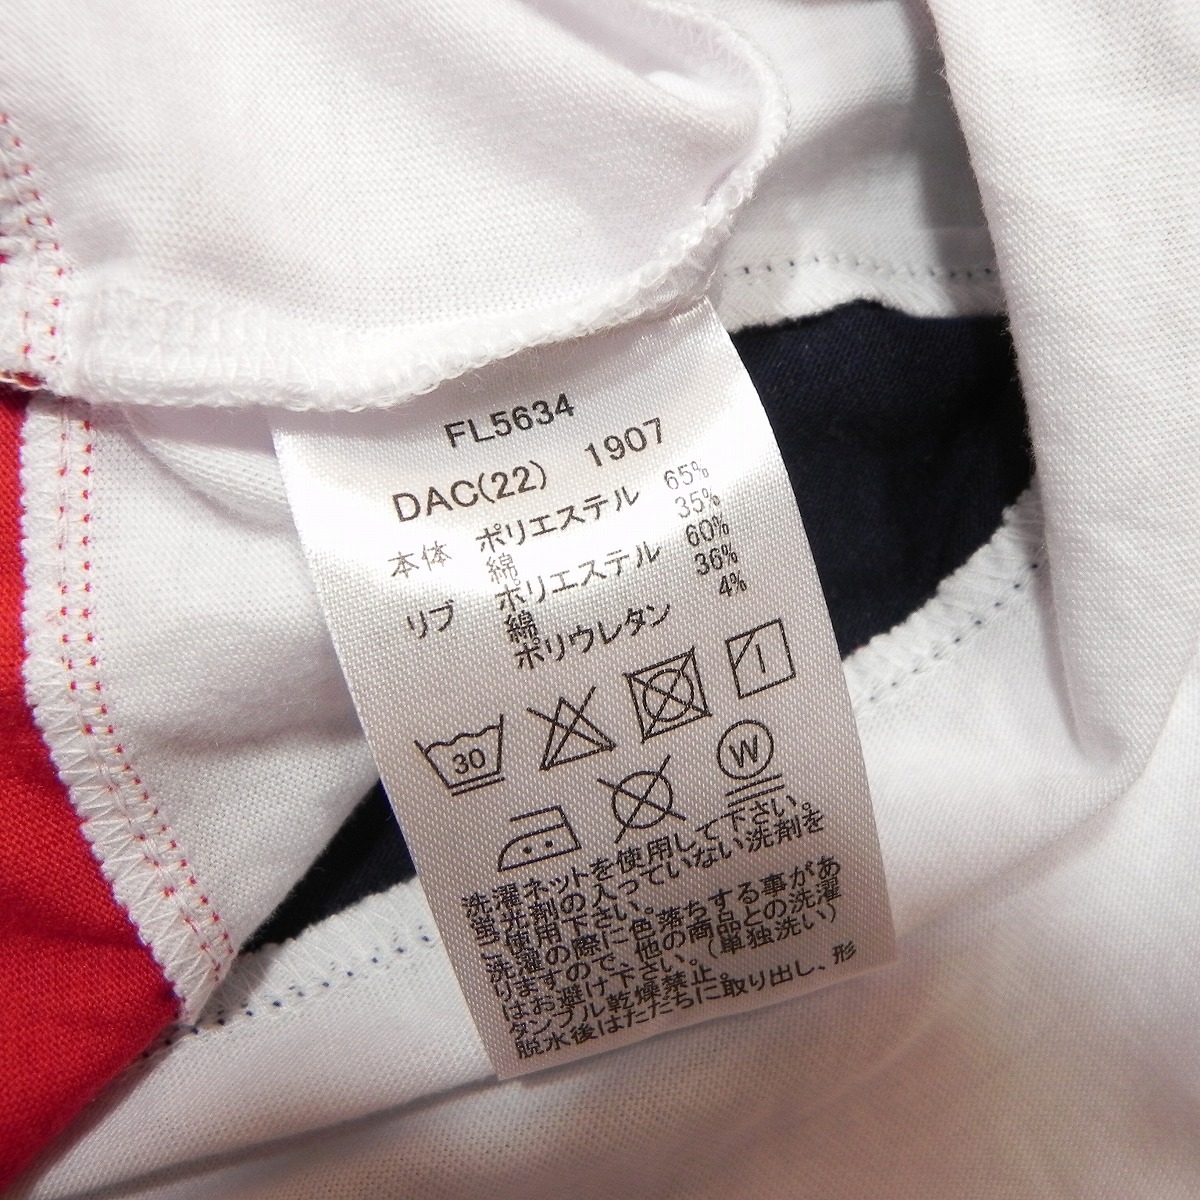 FL5634
DAC(22) 1907
本体 ポリエステル 65%
綿 35%
リブ ポリエステル 60%
綿 36%
ポリウレタン 4%
30
W
洗濯ネットを使用して下さい。
蛍光剤の入っていない洗剤を
ご使用下さい。
洗濯の際に色落ちする事があ
りますので、他の商品との洗濯
はお避け下さい。(単独洗い)
タンブル乾燥禁止。
脱水後はただちに取り出し、形